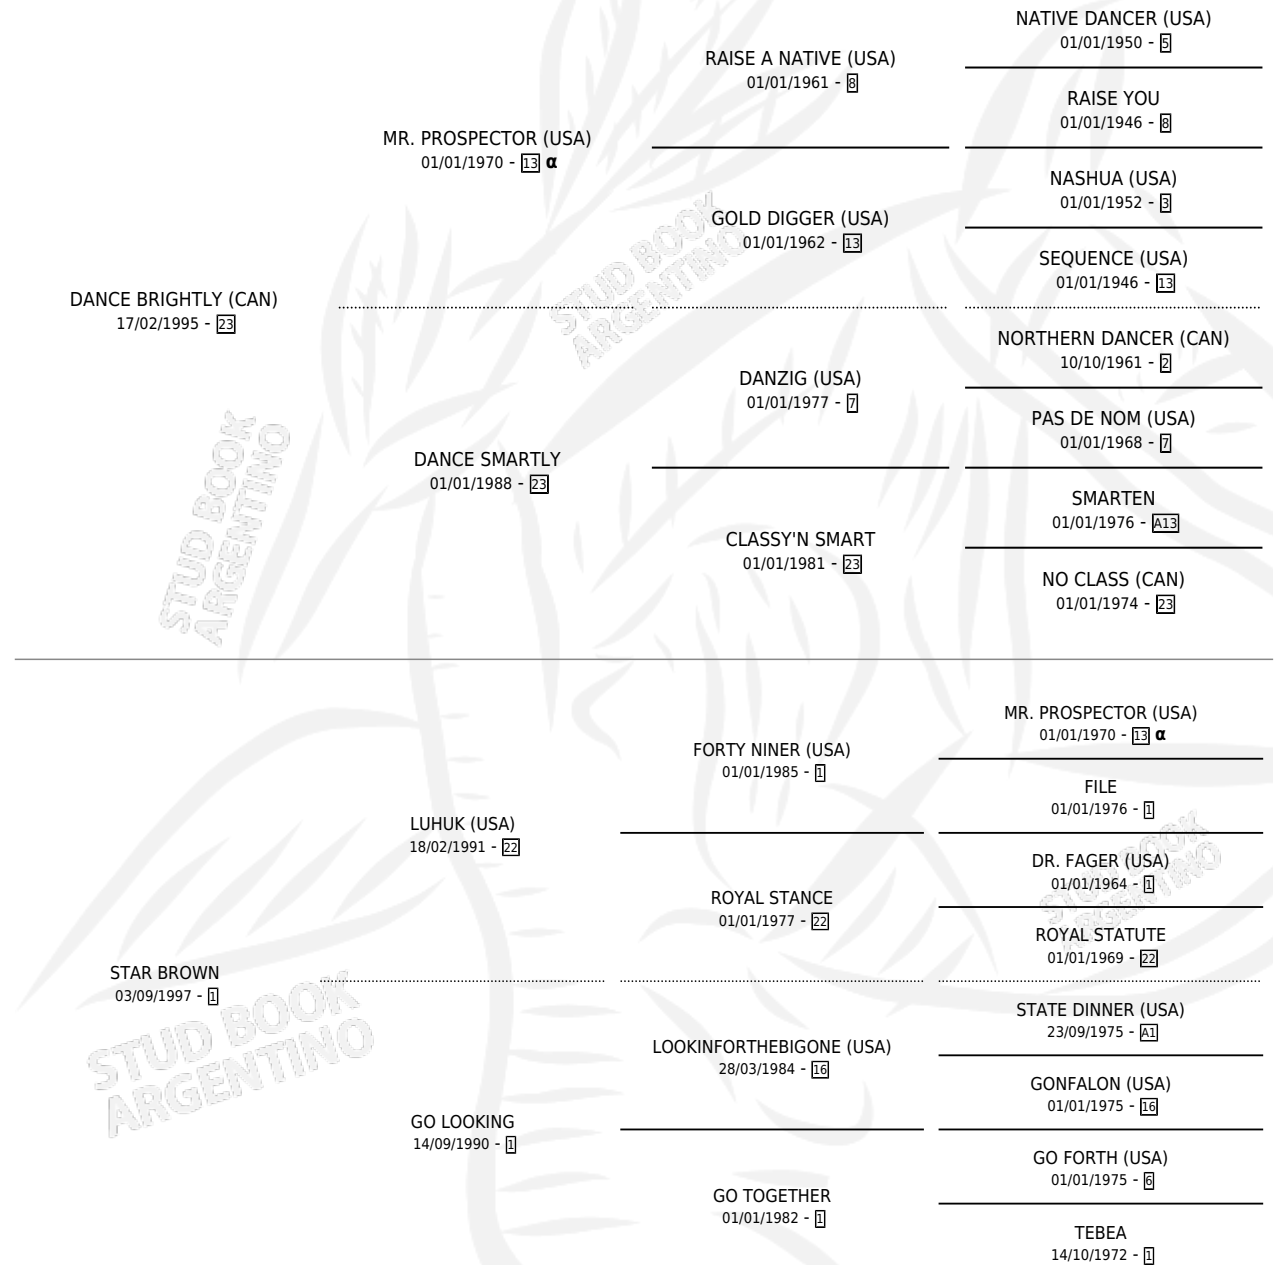 NATIVE DANCER (USA)
01/01/1950 - 5
RAISE A NATIVE (USA)
01/01/1961 - 8
RAISE YOU
01/01/1946 - 8
MR. PROSPECTOR (USA)
01/01/1970 - 13 α
NASHUA (USA)
01/01/1952 - 3
GOLD DIGGER (USA)
01/01/1962 - 13
SEQUENCE (USA)
01/01/1946 - 13
DANCE BRIGHTLY (CAN)
17/02/1995 - 23
NORTHERN DANCER (CAN)
10/10/1961 - 2
DANZIG (USA)
01/01/1977 - 7
PAS DE NOM (USA)
01/01/1968 - 7
DANCE SMARTLY
01/01/1988 - 23
SMARTEN
01/01/1976 - A13
CLASSY'N SMART
01/01/1981 - 23
NO CLASS (CAN)
01/01/1974 - 23
MR. PROSPECTOR (USA)
01/01/1970 - 13 α
FORTY NINER (USA)
01/01/1985 - 1
FILE
01/01/1976 - 1
LUHUK (USA)
18/02/1991 - 22
DR. FAGER (USA)
01/01/1964 - 1
ROYAL STANCE
01/01/1977 - 22
ROYAL STATUTE
01/01/1969 - 22
STAR BROWN
03/09/1997 - 1
STATE DINNER (USA)
23/09/1975 - A1
LOOKINFORTHEBIGONE (USA)
28/03/1984 - 16
GONFALON (USA)
01/01/1975 - 16
GO LOOKING
14/09/1990 - 1
GO FORTH (USA)
01/01/1975 - 6
GO TOGETHER
01/01/1982 - 1
TEBEA
14/10/1972 - 1
STUD BOOK
ARGENTINO
STUD BOOK
ARGENTINO
STUD BOOK
ARGENTINO
STUD BOOK
ARGENTINO